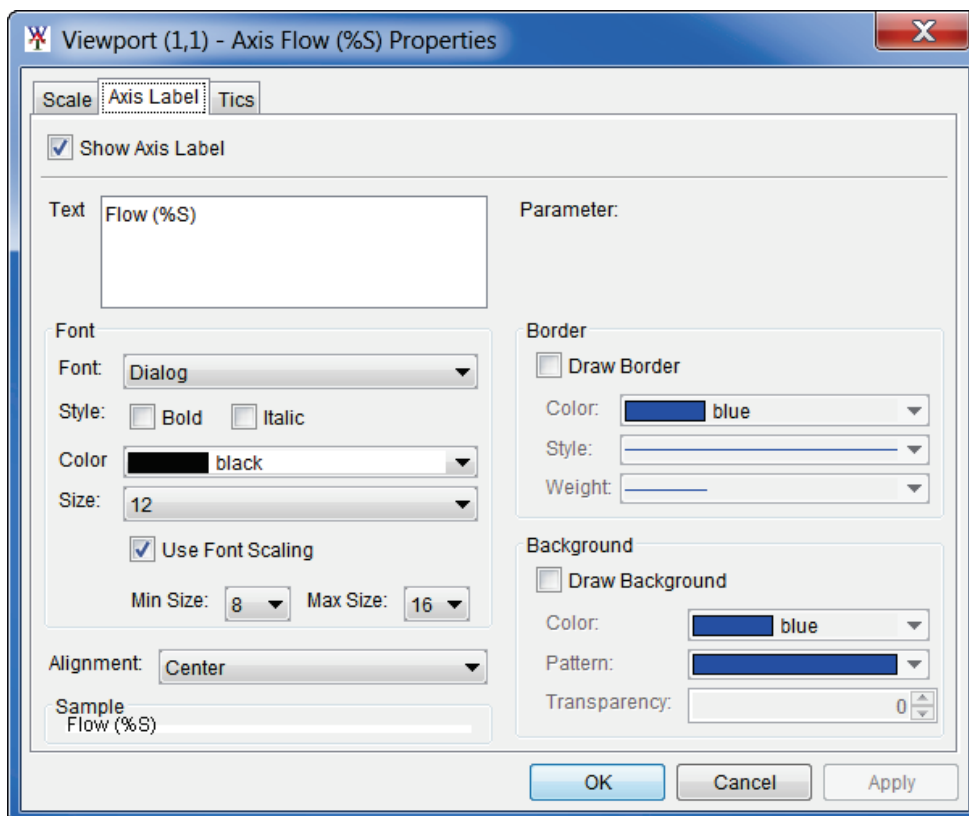 Viewport (1,1) - Axis Flow (%S) Properties
Scale Axis Label Tics
Show Axis Label
Text Flow (%S)
Parameter:
Font
Font: Dialog
Style: Bold Italic
Color black
Size: 12
Use Font Scaling
Min Size: 8 Max Size: 16
Alignment: Center
Sample
Flow (%S)
Border
Draw Border
Color: blue
Style:
Weight:
Background
Draw Background
Color: blue
Pattern:
Transparency: 0
OK Cancel Apply